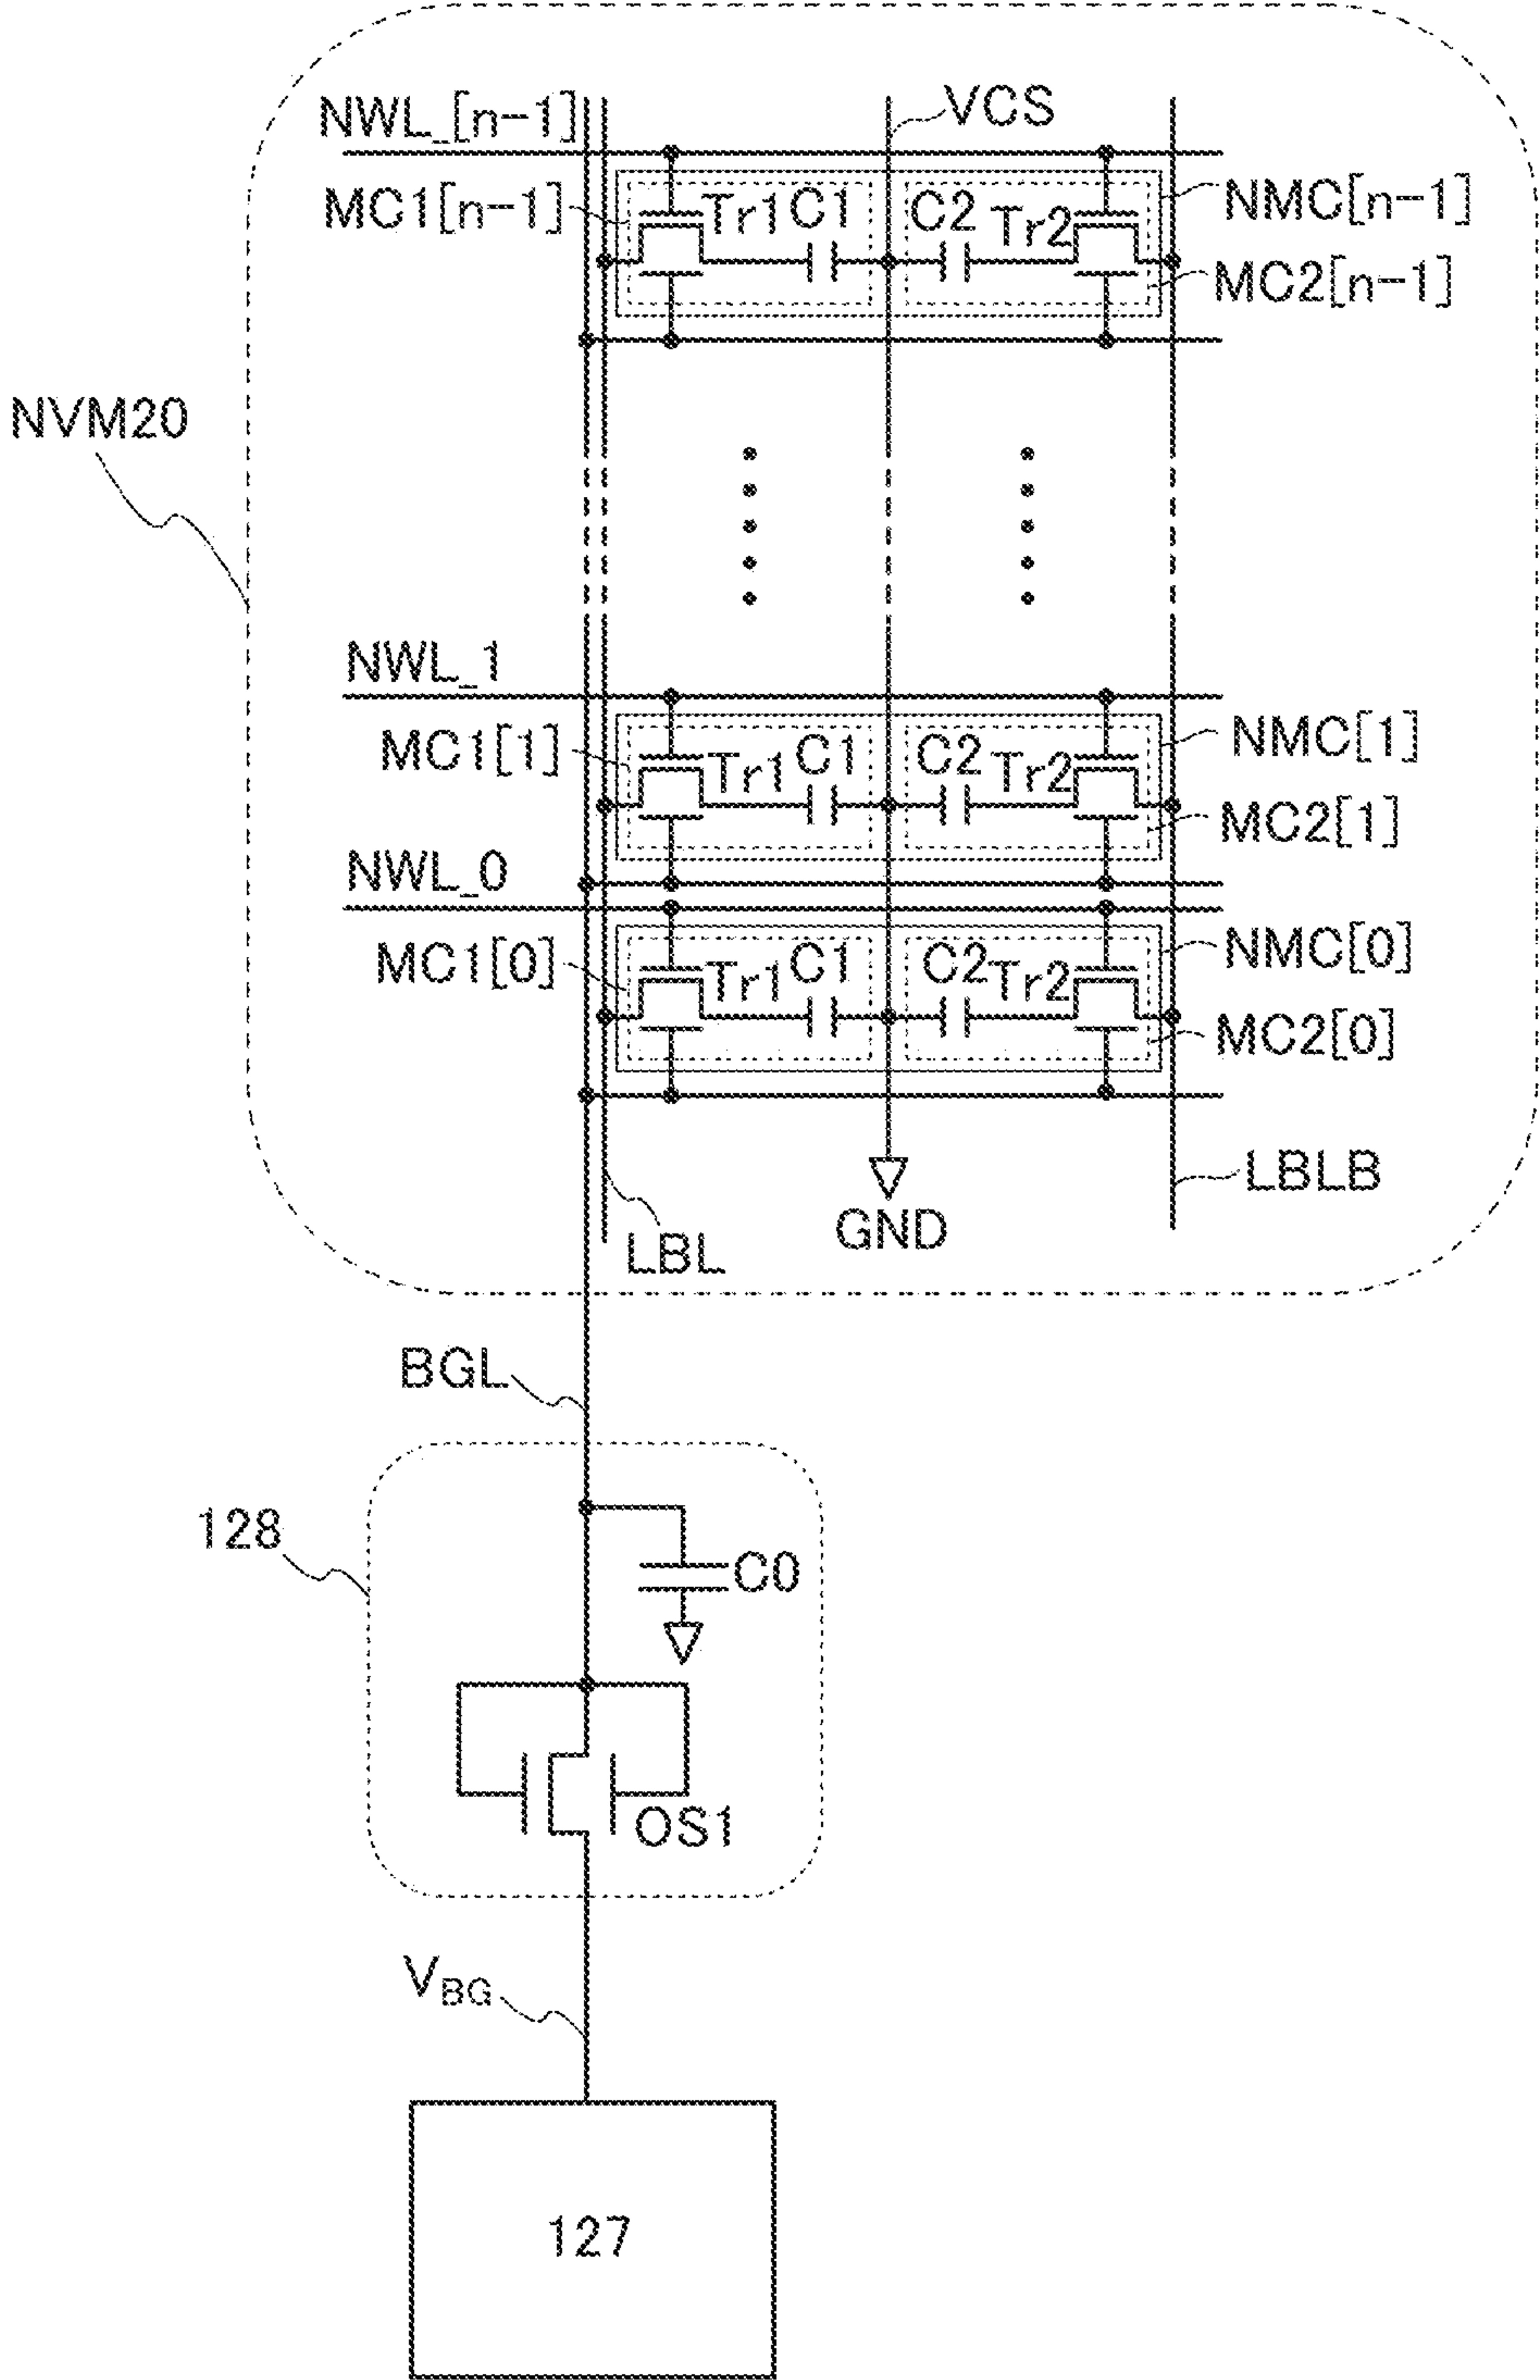 NWL_[n-1]
VCS
MC1[n-1]
Tr1
C1
C2
Tr2
NMC[n-1]
MC2[n-1]
NVM20
NWL_1
MC1[1]
Tr1
C1
C2
Tr2
NMC[1]
MC2[1]
NWL_0
MC1[0]
Tr1
C1
C2
Tr2
NMC[0]
MC2[0]
LBL
GND
LBLB
BGL
128
C0
OS1
VBG
127